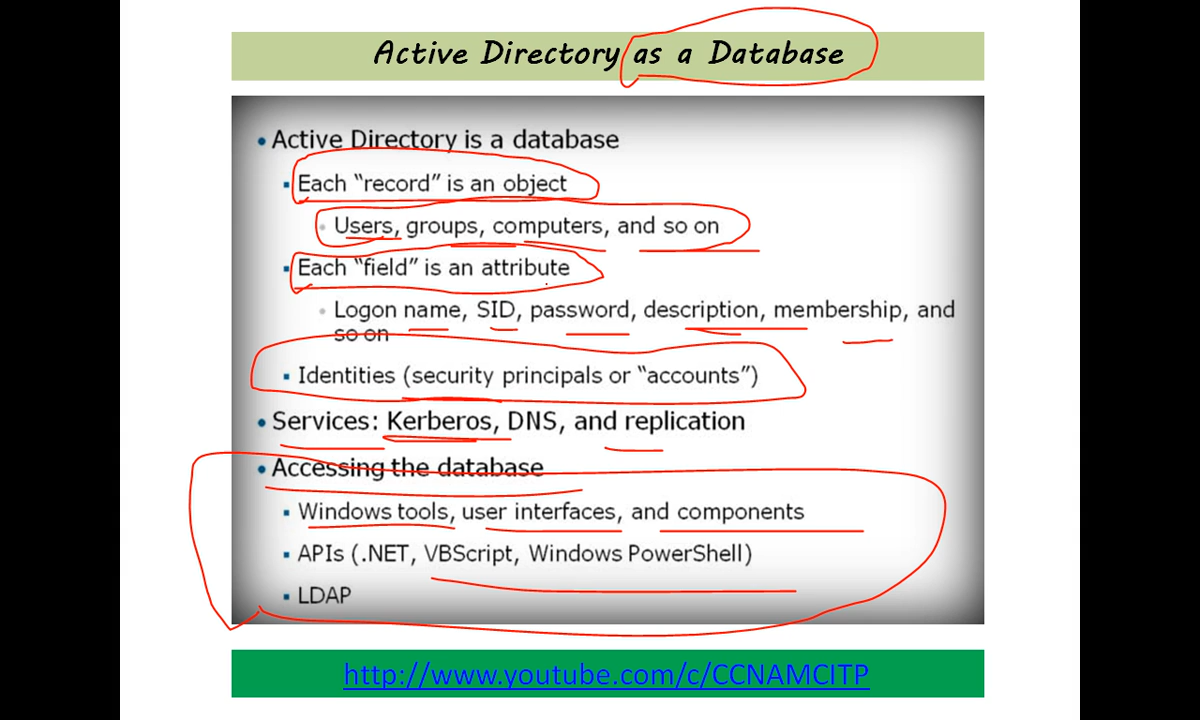 Active Directory as a Database
• Active Directory is a database
▪ Each “record” is an object
• Users, groups, computers, and so on
▪ Each “field” is an attribute
• Logon name, SID, password, description, membership, and
so on
▪ Identities (security principals or “accounts”)
• Services: Kerberos, DNS, and replication
• Accessing the database
▪ Windows tools, user interfaces, and components
▪ APIs (.NET, VBScript, Windows PowerShell)
▪ LDAP
http://www.youtube.com/c/CCNAMCITP